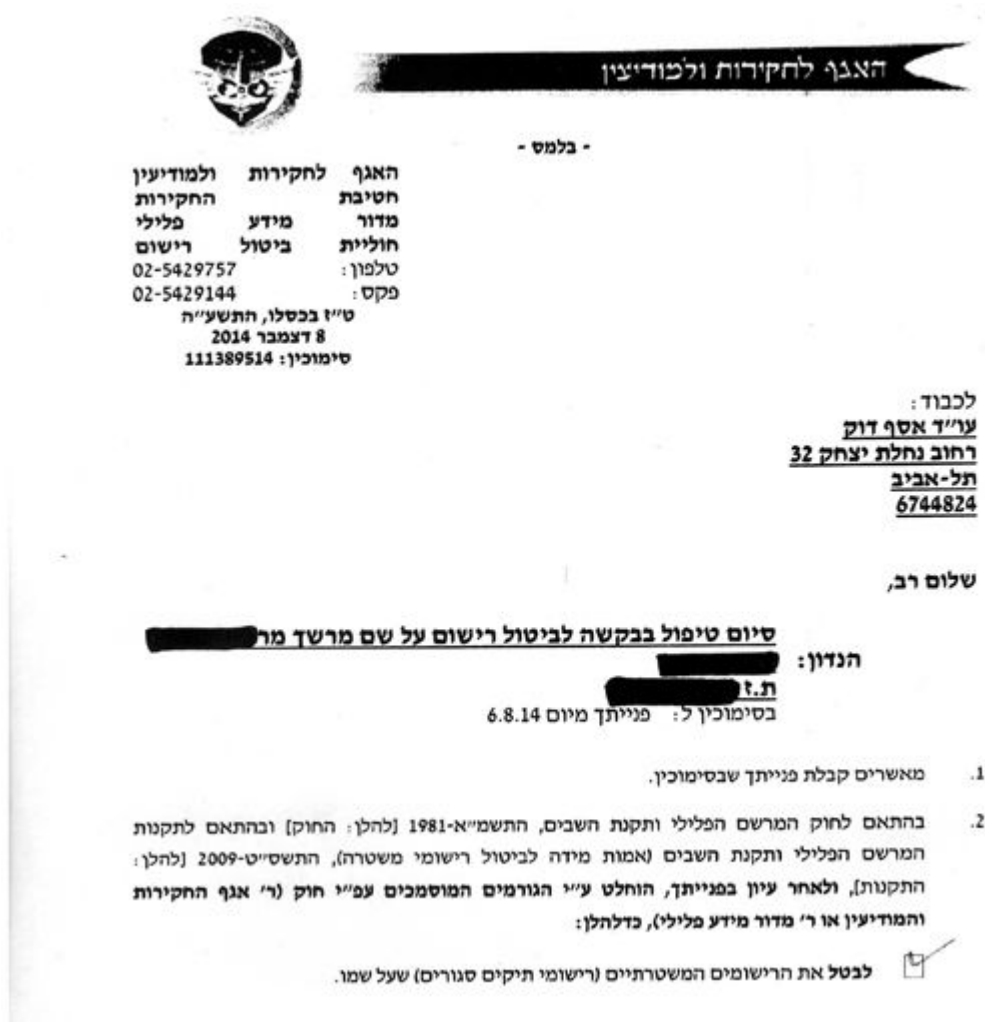 האגף לחקירות ולמודיעין
- בלמס -
האגף לחקירות ולמודיעין
חטיבת החקירות
מדור מידע פלילי
חוליית ביטול רישום
טלפון: 02-5429757
פקס: 02-5429144
ט״ז בכסלו, התשע״ה
8 דצמבר 2014
סימוכין: 111389514
לכבוד:
עו״ד אסף דוק
רחוב נחלת יצחק 32
תל-אביב
6744824
שלום רב,
הנדון: סיום טיפול בבקשה לביטול רישום על שם מרשך מר
ת.ז
בסימוכין ל: פנייתך מיום 6.8.14
1. מאשרים קבלת פנייתך שבסימוכין.
2. בהתאם לחוק המרשם הפלילי ותקנת השבים, התשמ״א-1981 [להלן: החוק] ובהתאם לתקנות
המרשם הפלילי ותקנת השבים (אמות מידה לביטול רישומי משטרה), התשס״ט-2009 [להלן:
התקנות], ולאחר עיון בפנייתך, הוחלט ע״י הגורמים המוסמכים עפ״י חוק (ר׳ אגף החקירות
והמודיעין או ר׳ מדור מידע פלילי), כדלהלן:
לבטל את הרישומים המשטרתיים (רישומי תיקים סגורים) שעל שמו.